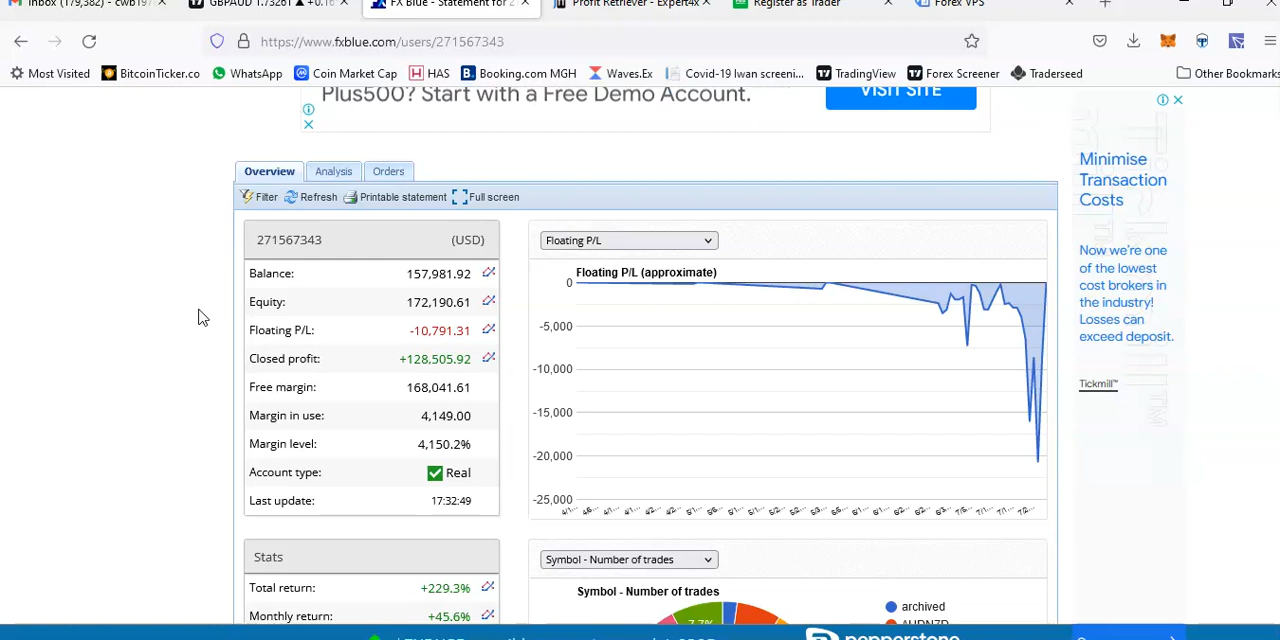 Inbox (179,382) - cwb197
GBPAUD 1.73261 ▲ +0.16
FX Blue - Statement for 2
Profit Retriever - Expert4x
Register as Trader
Forex VPS
https://www.fxblue.com/users/271567343
Most Visited BitcoinTicker.co WhatsApp Coin Market Cap HAS Booking.com MGH Waves.Ex Covid-19 Iwan screeni... TradingView Forex Screener Traderseed Other Bookmarks
Plus500? Start with a Free Demo Account.
VISIT SITE
Overview Analysis Orders
Filter Refresh Printable statement Full screen
271567343 (USD)
Balance: 157,981.92
Equity: 172,190.61
Floating P/L: -10,791.31
Closed profit: +128,505.92
Free margin: 168,041.61
Margin in use: 4,149.00
Margin level: 4,150.2%
Account type: Real
Last update: 17:32:49
Stats
Total return: +229.3%
Monthly return: +45.6%
Floating P/L
Floating P/L (approximate)
0
-5,000
-10,000
-15,000
-20,000
-25,000
Symbol - Number of trades
Symbol - Number of trades
7.7%
archived
AUDNZD
Minimise
Transaction
Costs
Now we're one
of the lowest
cost brokers in
the industry!
Losses can
exceed deposit.
Tickmill™
pepperstone